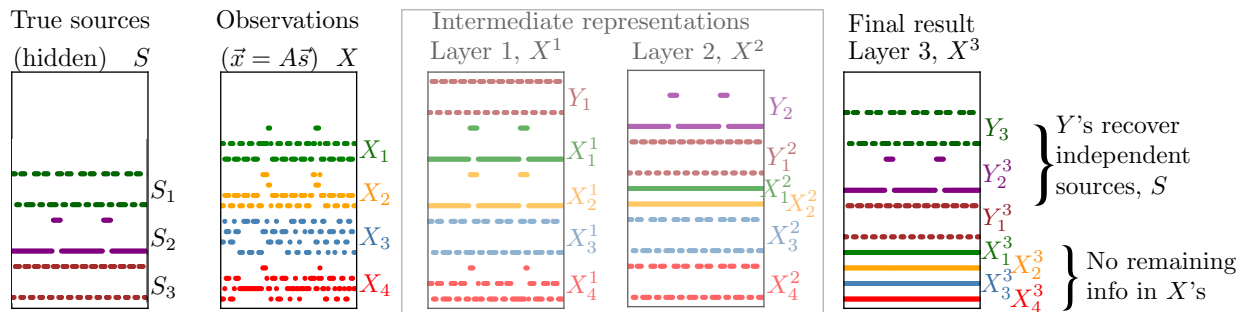 True sources
(hidden) S
S₁
S₂
S₃
Observations
(x⃗ = As⃗) X
X₁
X₂
X₃
X₄
Intermediate representations
Layer 1, X¹
Y₁
X₁¹
X₂¹
X₃¹
X₄¹
Layer 2, X²
Y₂
Y₁²
X₁²
X₂²
X₃²
X₄²
Final result
Layer 3, X³
Y₃
Y₂³
Y₁³
X₁³
X₂³
X₃³
X₄³
Y's recover
independent
sources, S
No remaining
info in X's